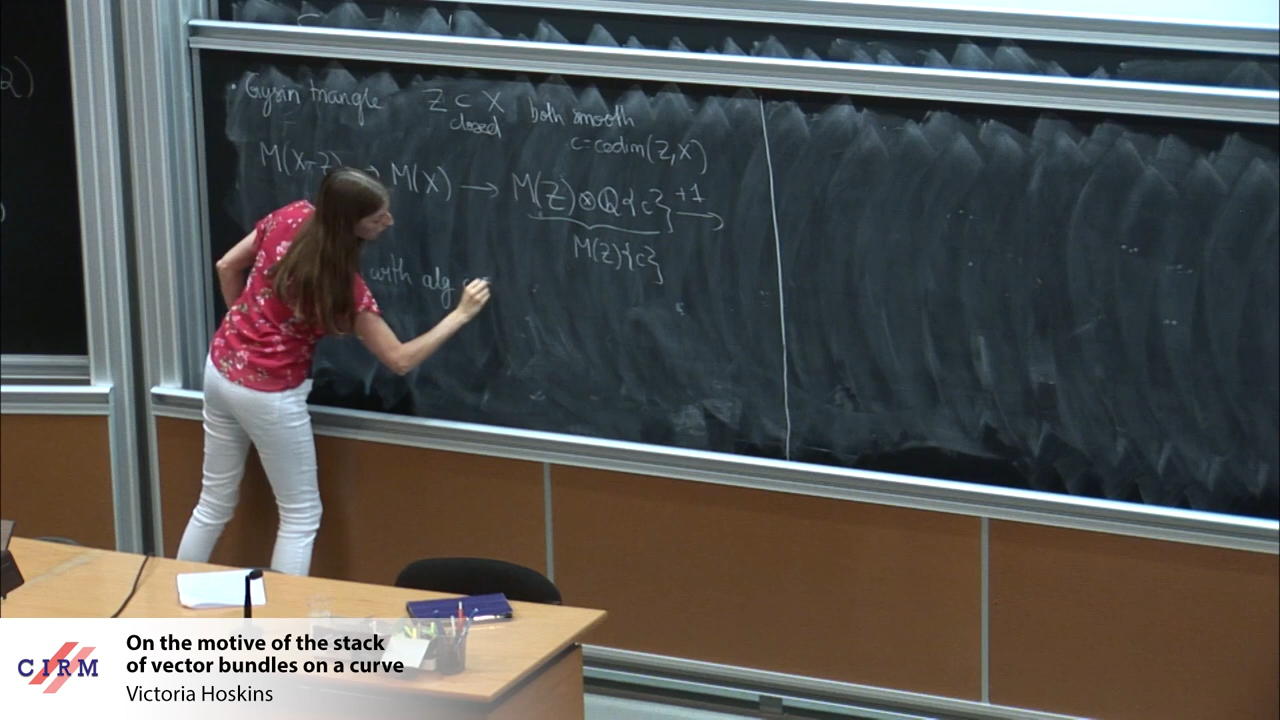 2)
· Gysin triangle Z ⊂ X both smooth
closed c=codim(Z,X)
M(X-Z) → M(X) → M(Z)⊗Q{c} +1→
M(Z){c}
with alg
CIRM
On the motive of the stack
of vector bundles on a curve
Victoria Hoskins